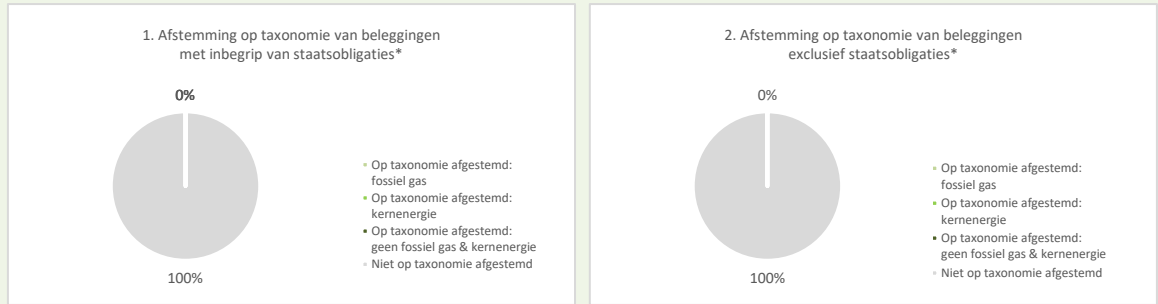 1. Afstemming op taxonomie van beleggingen
met inbegrip van staatsobligaties*
0%
100%
Op taxonomie afgestemd:
fossiel gas
Op taxonomie afgestemd:
kernenergie
Op taxonomie afgestemd:
geen fossiel gas & kernenergie
Niet op taxonomie afgestemd
2. Afstemming op taxonomie van beleggingen
exclusief staatsobligaties*
0%
100%
Op taxonomie afgestemd:
fossiel gas
Op taxonomie afgestemd:
kernenergie
Op taxonomie afgestemd:
geen fossiel gas & kernenergie
Niet op taxonomie afgestemd